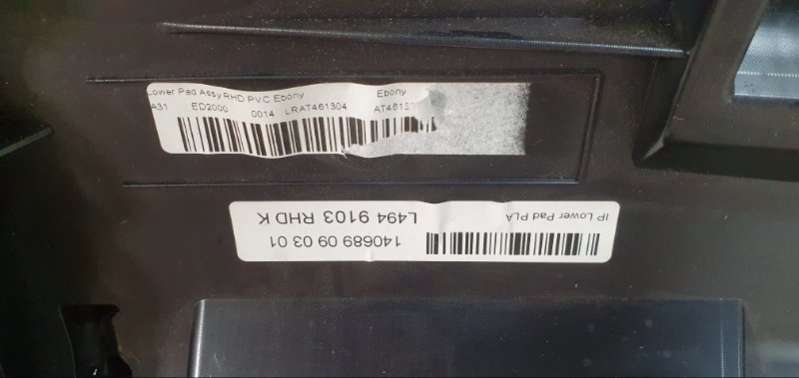 Lower Pad Assy RHD P.V.C. Ebony Ebony
A31 ED2000 0014 LRAT461304
IP Lower Pad PLA
L494 9103 RHD K
140689 09 03 01